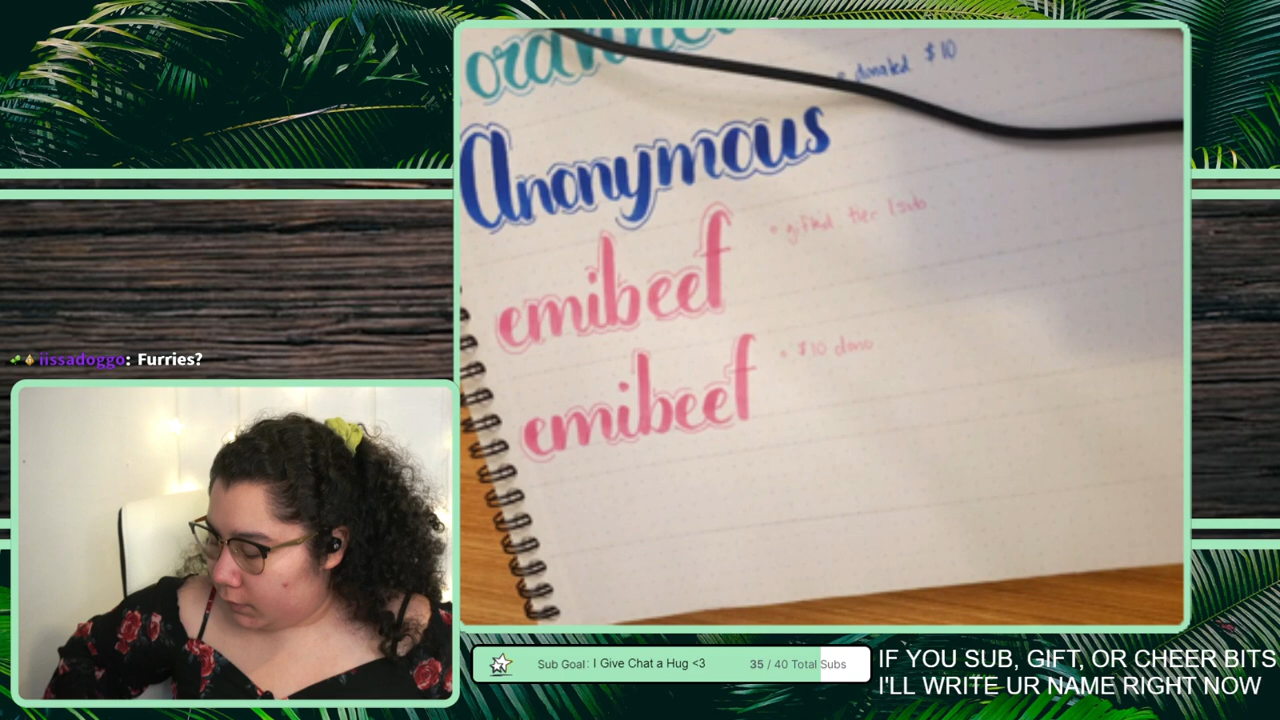 donated $10
Anonymous
emibeef
gifted tier 1 sub
emibeef
$10 dono
iissadoggo: Furries?
Sub Goal: I Give Chat a Hug <3
35 / 40 Total Subs
IF YOU SUB, GIFT, OR CHEER BITS
I'LL WRITE UR NAME RIGHT NOW